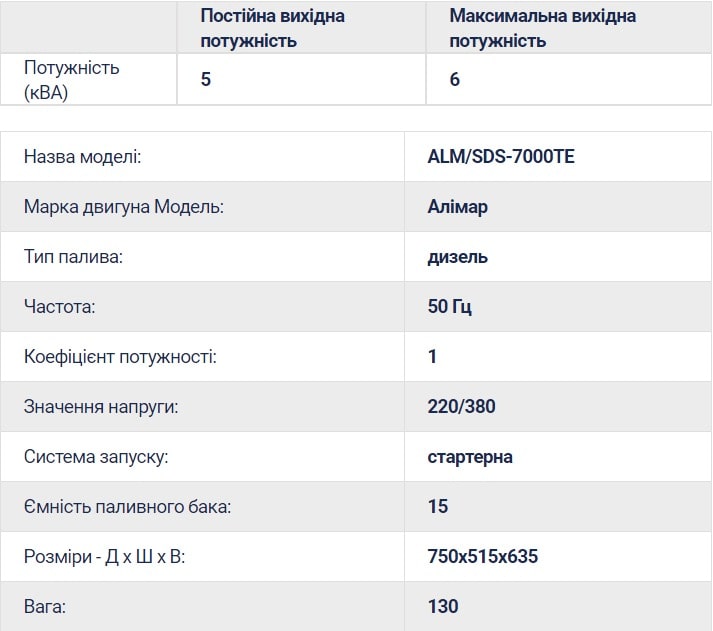 Постійна вихідна потужність
Максимальна вихідна потужність
Потужність (кВА)
5
6
Назва моделі:
ALM/SDS-7000TE
Марка двигуна Модель:
Алімар
Тип палива:
дизель
Частота:
50 Гц
Коефіцієнт потужності:
1
Значення напруги:
220/380
Система запуску:
стартерна
Ємність паливного бака:
15
Розміри - Д x Ш x В:
750x515x635
Вага:
130